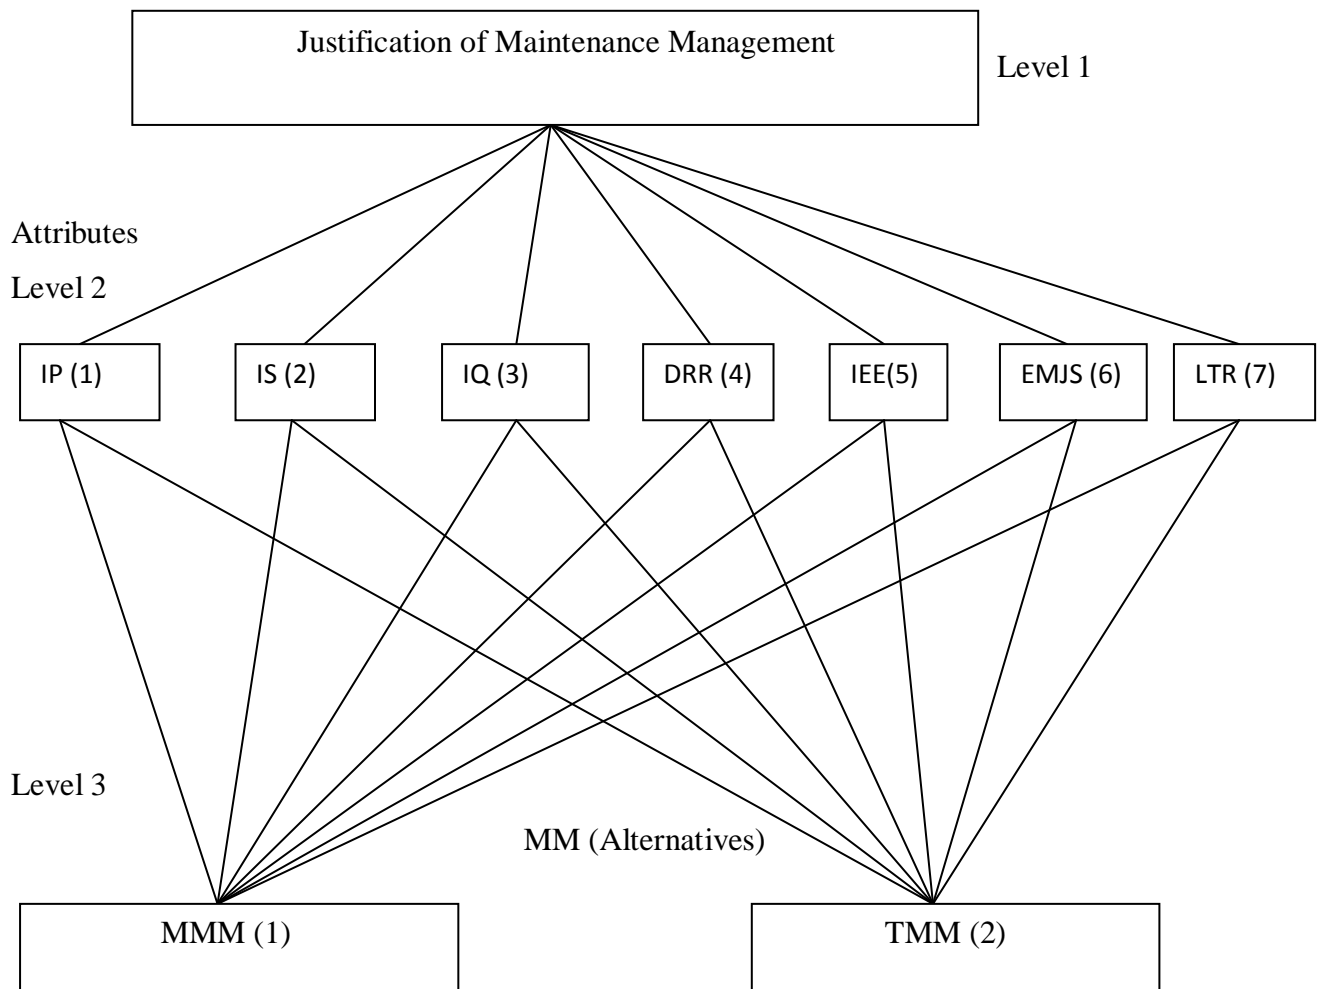 Justification of Maintenance Management
Level 1
Attributes
Level 2
IP (1)
IS (2)
IQ (3)
DRR (4)
IEE(5)
EMJS (6)
LTR (7)
Level 3
MM (Alternatives)
MMM (1)
TMM (2)